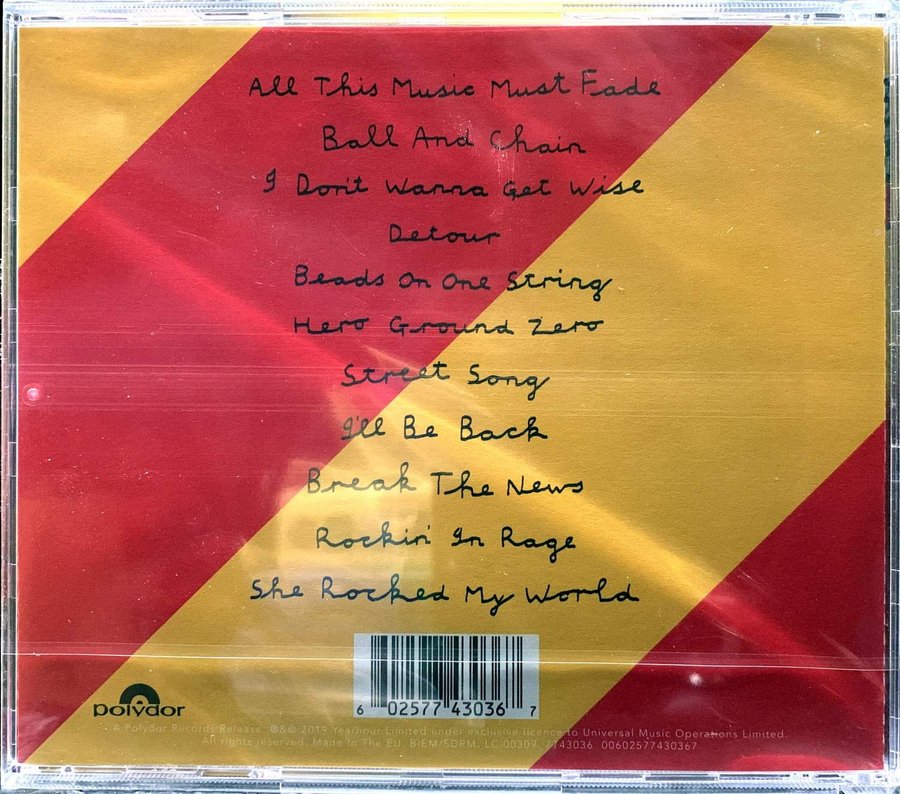 All This Music Must Fade
Ball And Chain
I Don't Wanna Get Wise
Detour
Beads On One String
Hero Ground Zero
Street Song
I'll Be Back
Break The News
Rockin' In Rage
She Rocked My World
6 02577 43036 7
polydor
A Polydor Records Release. ℗&© 2019 Yearhour Limited under exclusive licence to Universal Music Operations Limited.
All rights reserved. Made In The EU. BIEM/SDRM. LC 00309. 7743036 00602577430367